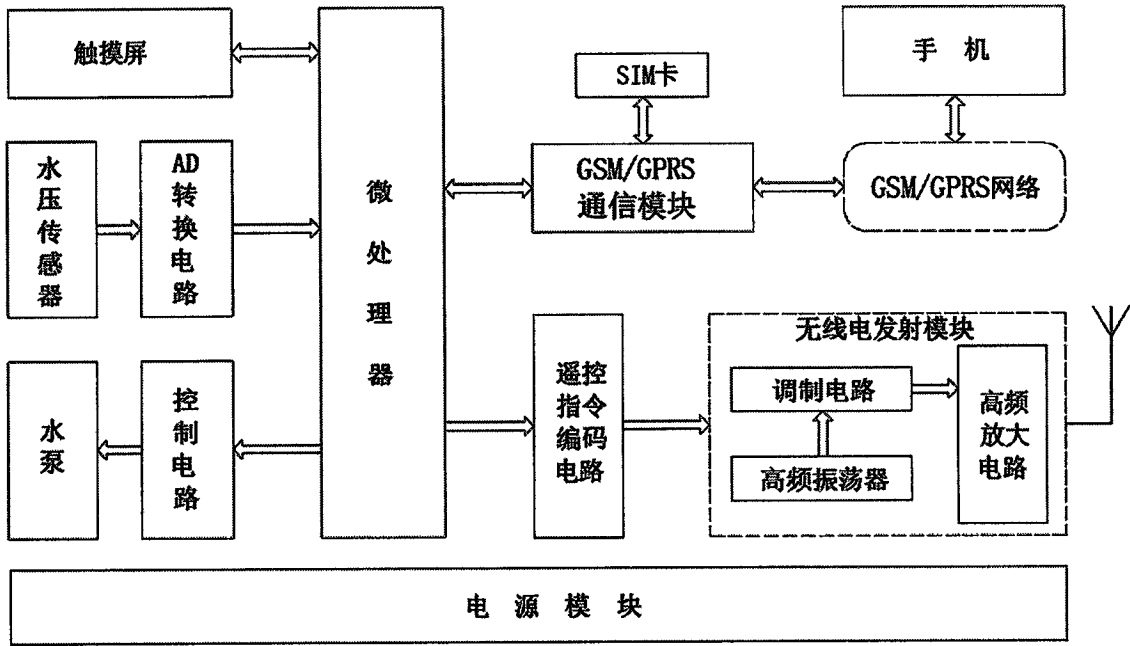 触摸屏
SIM卡
手 机
水压传感器
AD
转换电路
微处理器
GSM/GPRS
通信模块
GSM/GPRS网络
水泵
控制电路
遥控
指令
编码
电路
无线电发射模块
调制电路
高频振荡器
高频
放大
电路
电 源 模 块